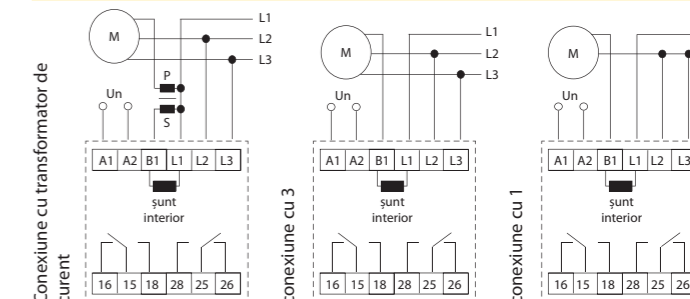 Conexiune cu transformator de
curent
M
L1
L2
L3
P
S
Un
A1 A2 B1 L1 L2 L3
șunt
interior
16 15 18 28 25 26
conexiune cu 3
M
L1
L2
L3
Un
A1 A2 B1 L1 L2 L3
șunt
interior
16 15 18 28 25 26
conexiune cu 1
M
Un
A1 A2 B1 L1 L2 L3
șunt
interior
16 15 18 28 25 26